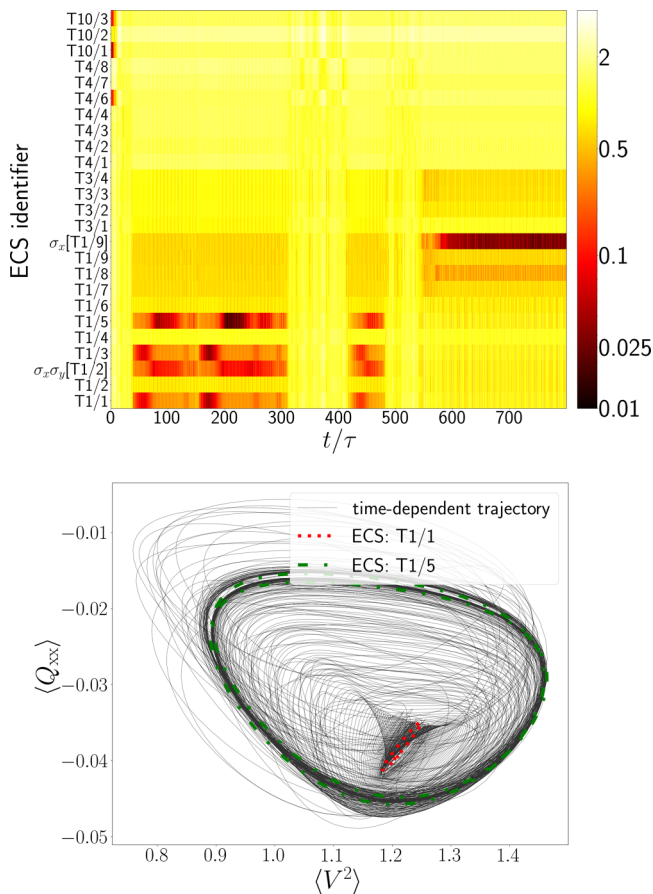 T10/3
T10/2
T10/1
T4/8
T4/7
T4/6
T4/4
T4/3
T4/2
T4/1
T3/4
T3/3
T3/2
T3/1
σx[T1/9]
T1/9
T1/8
T1/7
T1/6
T1/5
T1/4
T1/3
σxσy[T1/2]
T1/2
T1/1
ECS identifier
0 100 200 300 400 500 600 700
t/τ
2
0.5
0.1
0.025
0.01
time-dependent trajectory
ECS: T1/1
ECS: T1/5
−0.01
−0.02
−0.03
−0.04
−0.05
⟨Qxx⟩
0.8 0.9 1.0 1.1 1.2 1.3 1.4
⟨V²⟩